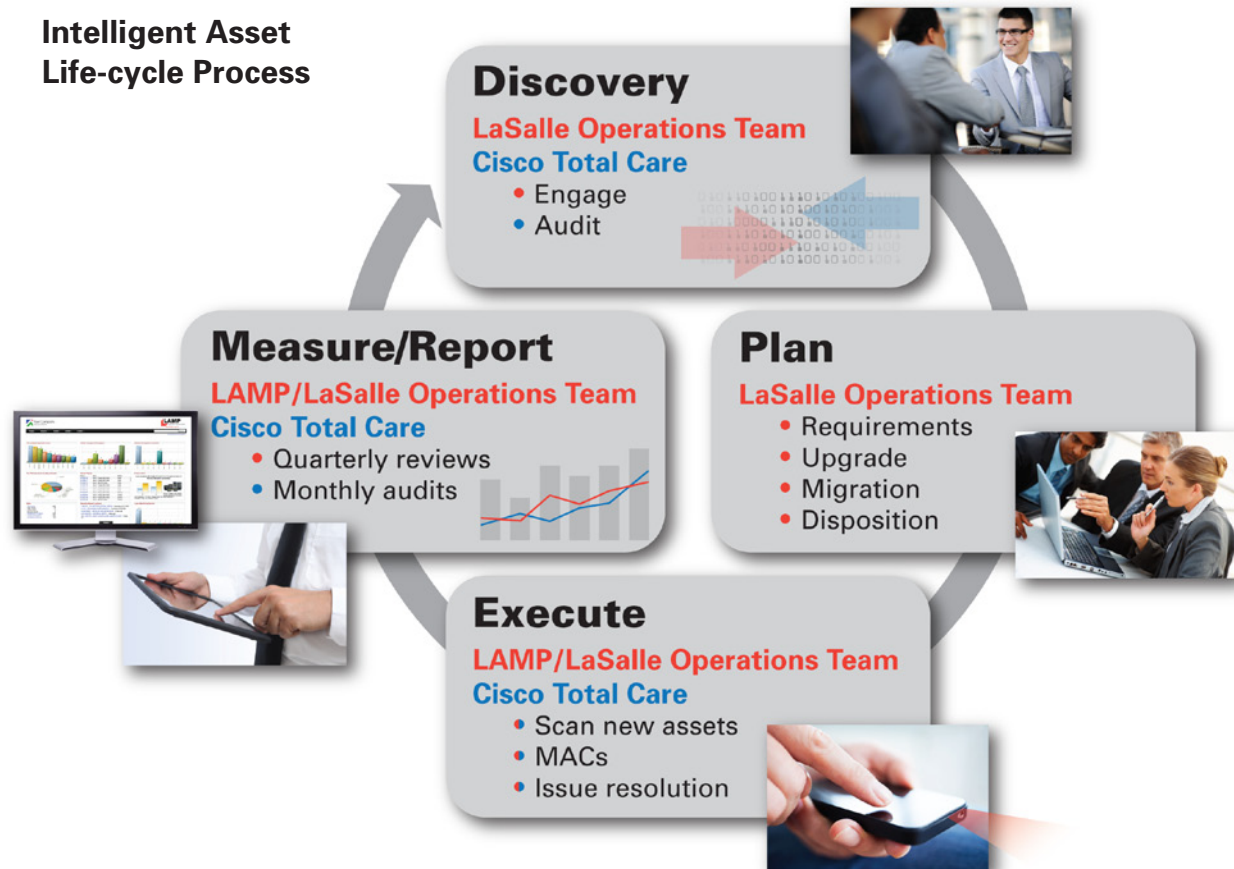 Intelligent Asset
Life-cycle Process
Discovery
LaSalle Operations Team
Cisco Total Care
Engage
Audit
Plan
LaSalle Operations Team
Requirements
Upgrade
Migration
Disposition
Execute
LAMP/LaSalle Operations Team
Cisco Total Care
Scan new assets
MACs
Issue resolution
Measure/Report
LAMP/LaSalle Operations Team
Cisco Total Care
Quarterly reviews
Monthly audits
LAMP